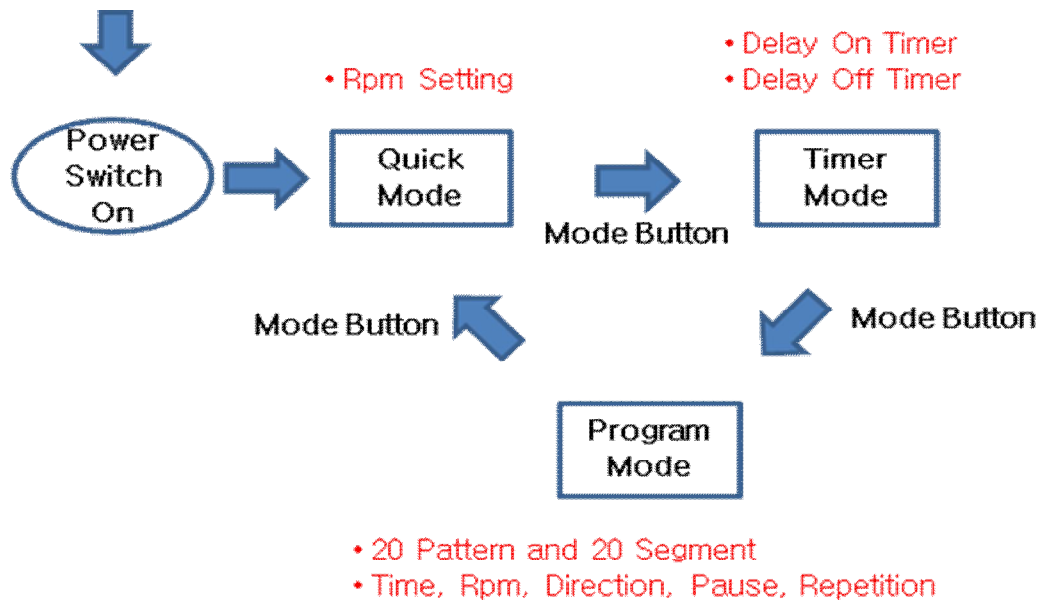 • Delay On Timer
• Delay Off Timer
• Rpm Setting
Power
Switch
On
Quick
Mode
Timer
Mode
Mode Button
Mode Button
Mode Button
Program
Mode
• 20 Pattern and 20 Segment
• Time, Rpm, Direction, Pause, Repetition